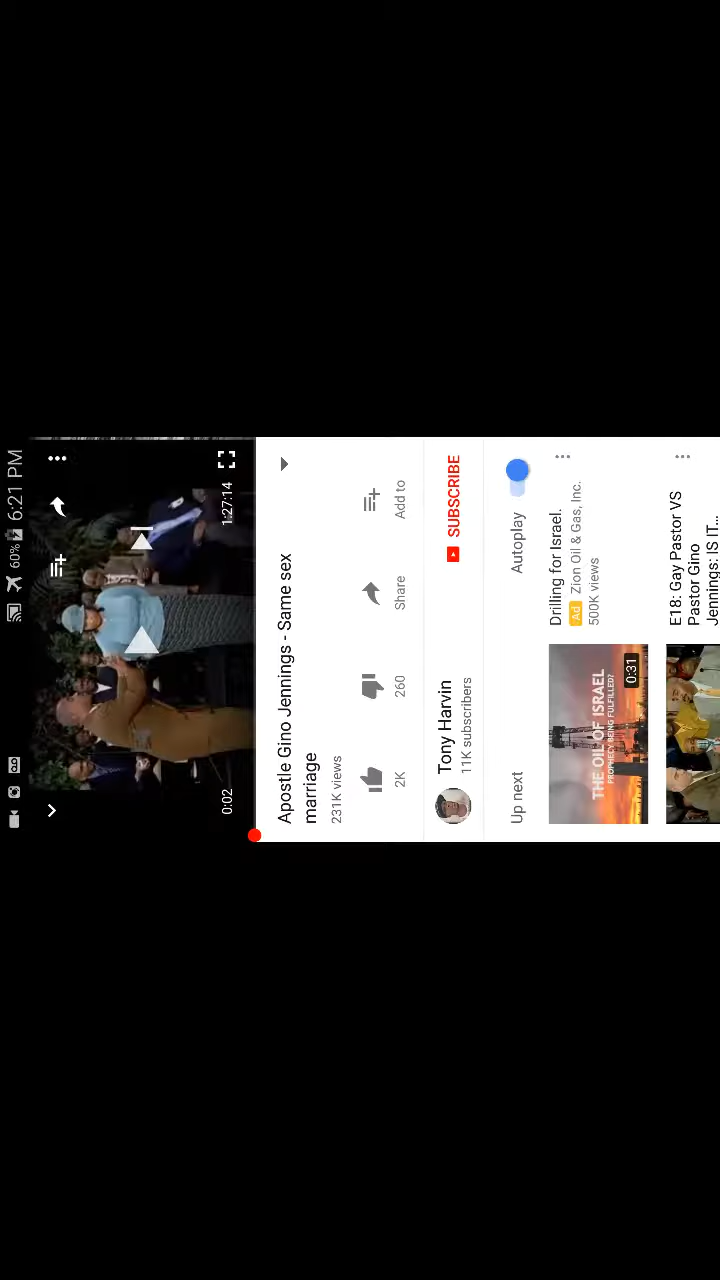 60% 6:21 PM
0:02
1:27:14
Apostle Gino Jennings - Same sex
marriage
231K views
2K
260
Share
Add to
Tony Harvin
11K subscribers
SUBSCRIBE
Up next
Autoplay
THE OIL OF ISRAEL
PROPHECY BEING FULFILLED?
0:31
Drilling for Israel.
Ad Zion Oil & Gas, Inc.
500K views
E18: Gay Pastor VS
Pastor Gino
Jennings: IS IT...